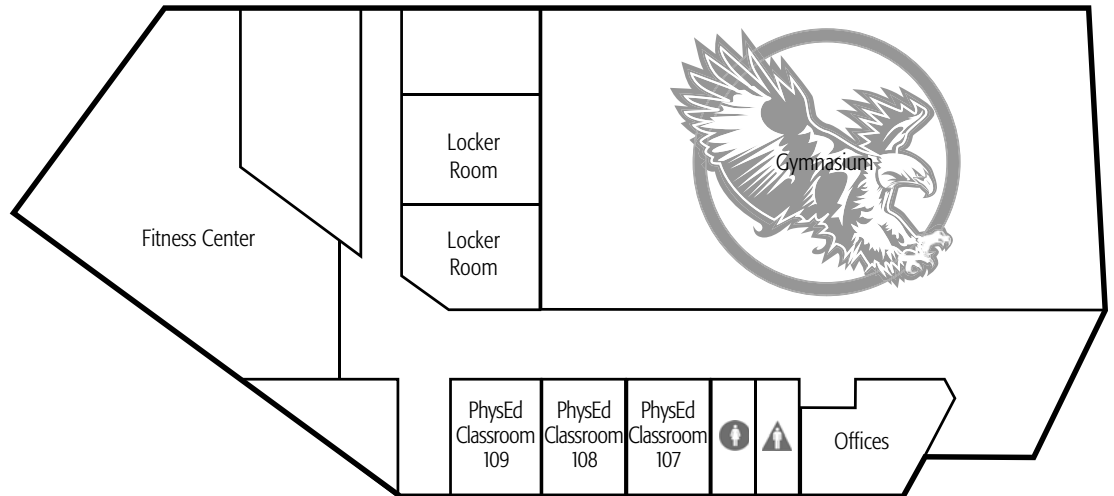 Locker
Room
Gymnasium
Fitness Center
Locker
Room
PhysEd
Classroom
109
PhysEd
Classroom
108
PhysEd
Classroom
107
Offices